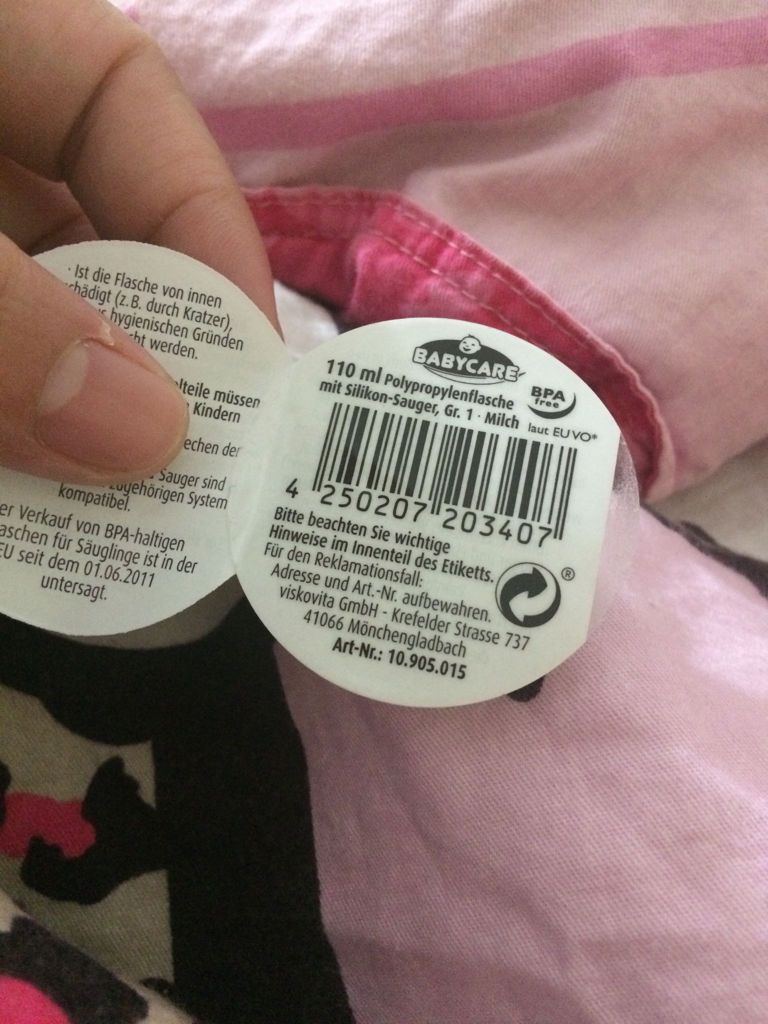 · Ist die Flasche von innen
(z.B. durch Kratzer),
hygienischen Gründen
werden.
müssen
Kindern
der
Sauger sind
zugehörigen System
kompatibel.
Verkauf von BPA-haltigen
für Säuglinge ist in der
EU seit dem 01.06.2011
untersagt.
BABYCARE
110 ml Polypropylenflasche
mit Silikon-Sauger, Gr. 1 · Milch
BPA
free
laut EU VO*
4 250207 203407
Bitte beachten Sie wichtige
Hinweise im Innenteil des Etiketts.
Für den Reklamationsfall:
Adresse und Art.-Nr. aufbewahren.
®
viskovita GmbH - Krefelder Strasse 737
41066 Mönchengladbach
Art-Nr.: 10.905.015